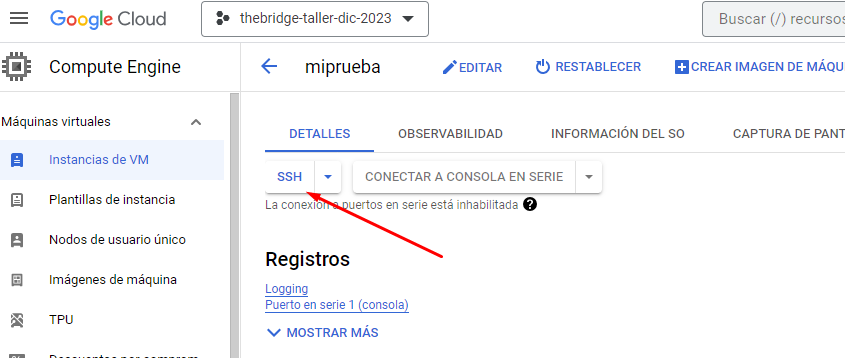 Google Cloud
thebridge-taller-dic-2023
Buscar (/) recursos
Compute Engine
miprueba
EDITAR
RESTABLECER
CREAR IMAGEN DE MÁQU
Máquinas virtuales
Instancias de VM
Plantillas de instancia
Nodos de usuario único
Imágenes de máquina
TPU
Descuentos por comprom
DETALLES
OBSERVABILIDAD
INFORMACIÓN DEL SO
CAPTURA DE PANT
SSH
CONECTAR A CONSOLA EN SERIE
La conexión a puertos en serie está inhabilitada ?
Registros
Logging
Puerto en serie 1 (consola)
MOSTRAR MÁS